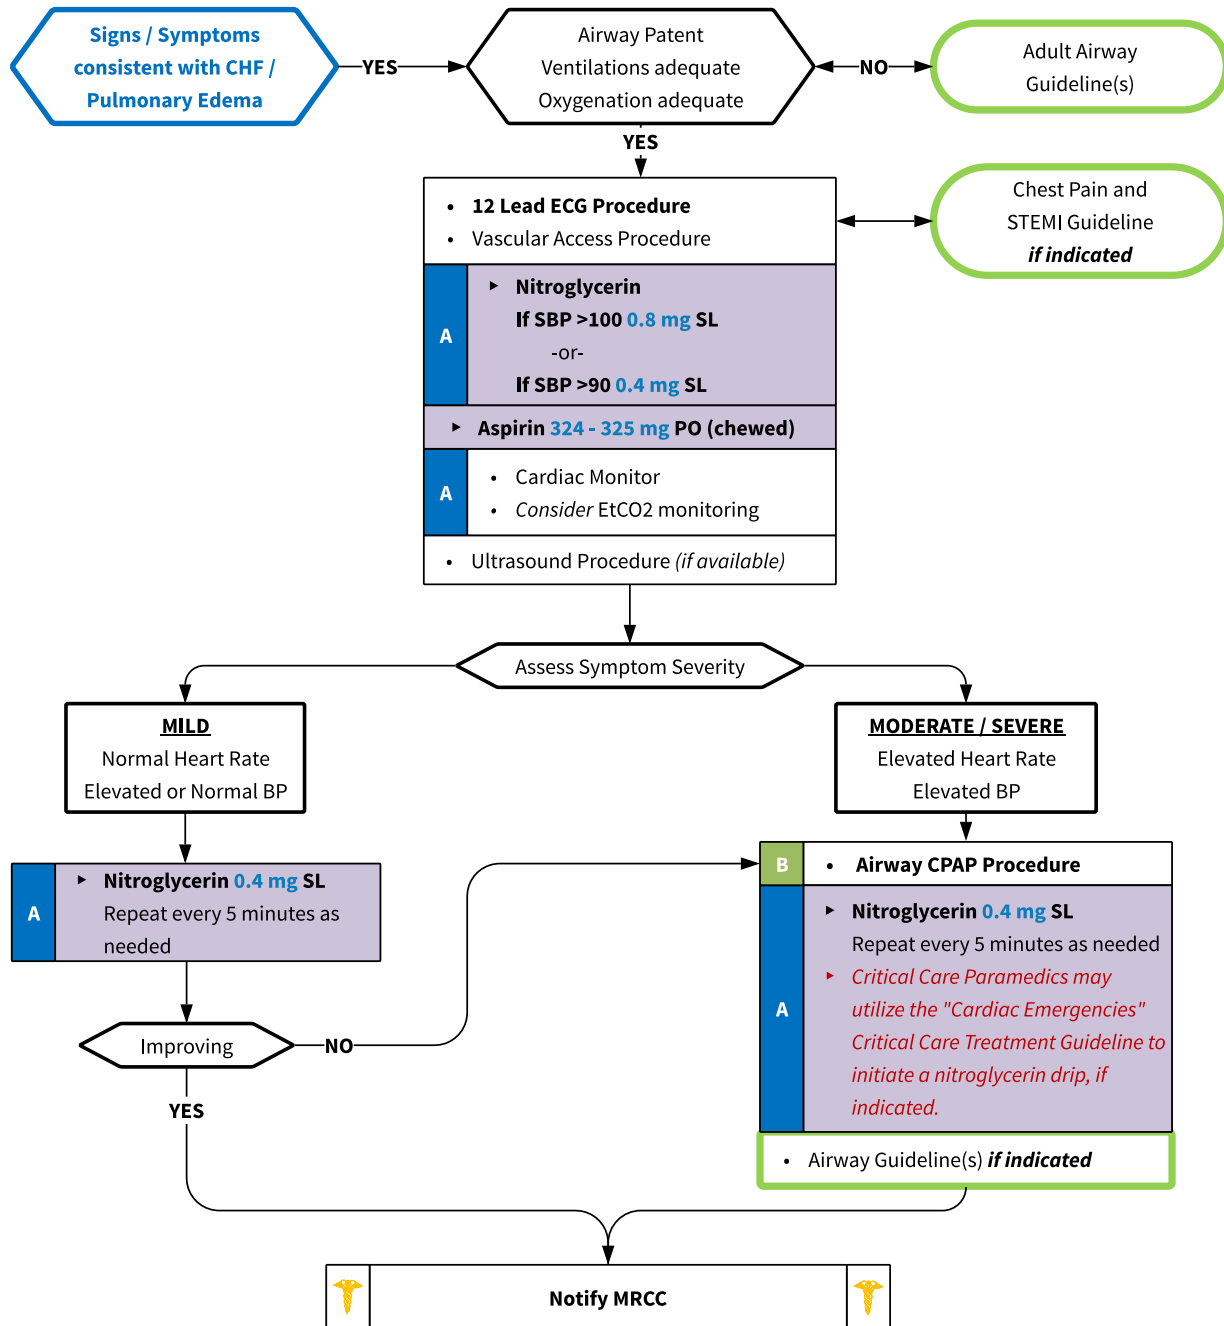 Signs / Symptoms
consistent with CHF /
Pulmonary Edema
YES
Airway Patent
Ventilations adequate
Oxygenation adequate
NO
Adult Airway
Guideline(s)
YES
• 12 Lead ECG Procedure
• Vascular Access Procedure
Chest Pain and
STEMI Guideline
if indicated
A
▸ Nitroglycerin
If SBP >100 0.8 mg SL
-or-
If SBP >90 0.4 mg SL
▸ Aspirin 324 - 325 mg PO (chewed)
A
• Cardiac Monitor
• Consider EtCO2 monitoring
• Ultrasound Procedure (if available)
Assess Symptom Severity
MILD
Normal Heart Rate
Elevated or Normal BP
MODERATE / SEVERE
Elevated Heart Rate
Elevated BP
A
▸ Nitroglycerin 0.4 mg SL
Repeat every 5 minutes as
needed
Improving
NO
YES
B
• Airway CPAP Procedure
A
▸ Nitroglycerin 0.4 mg SL
Repeat every 5 minutes as needed
▸ Critical Care Paramedics may
utilize the "Cardiac Emergencies"
Critical Care Treatment Guideline to
initiate a nitroglycerin drip, if
indicated.
• Airway Guideline(s) if indicated
Notify MRCC